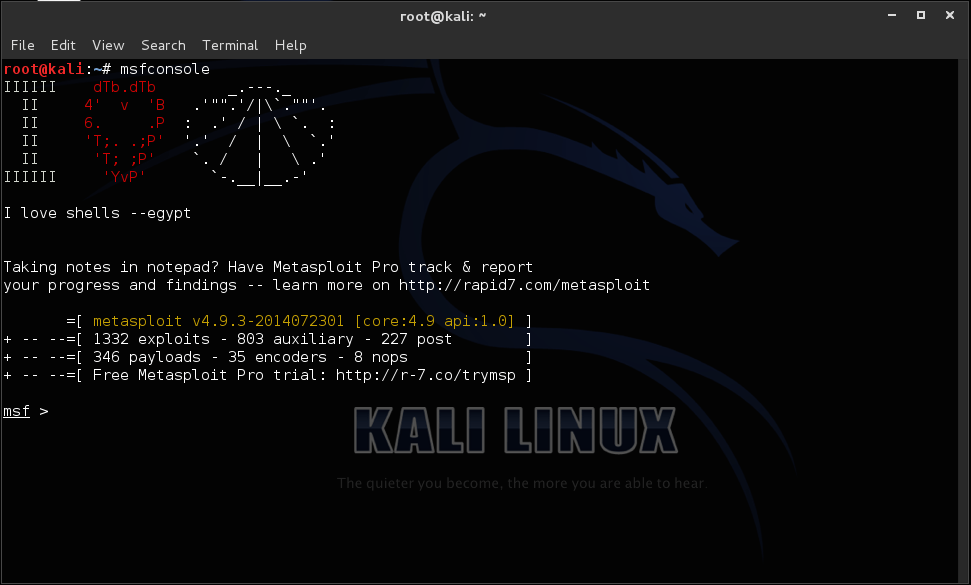 root@kali: ~
File Edit View Search Terminal Help
root@kali:~# msfconsole
IIIIII    dTb.dTb        _.---._
  II     4'  v  'B   .'"".'/|\`.""'.
  II     6.     .P  :  .' / | \ `.  :
  II     'T;. .;P'  '.'  /  |  \  `.'
  II      'T; ;P'    `. /   |   \ .'
IIIIII     'YvP'       `-.__|__.-'
I love shells --egypt
Taking notes in notepad? Have Metasploit Pro track & report
your progress and findings -- learn more on http://rapid7.com/metasploit
       =[ metasploit v4.9.3-2014072301 [core:4.9 api:1.0] ]
+ -- --=[ 1332 exploits - 803 auxiliary - 227 post        ]
+ -- --=[ 346 payloads - 35 encoders - 8 nops             ]
+ -- --=[ Free Metasploit Pro trial: http://r-7.co/trymsp ]
msf >
KALI LINUX
The quieter you become, the more you are able to hear.